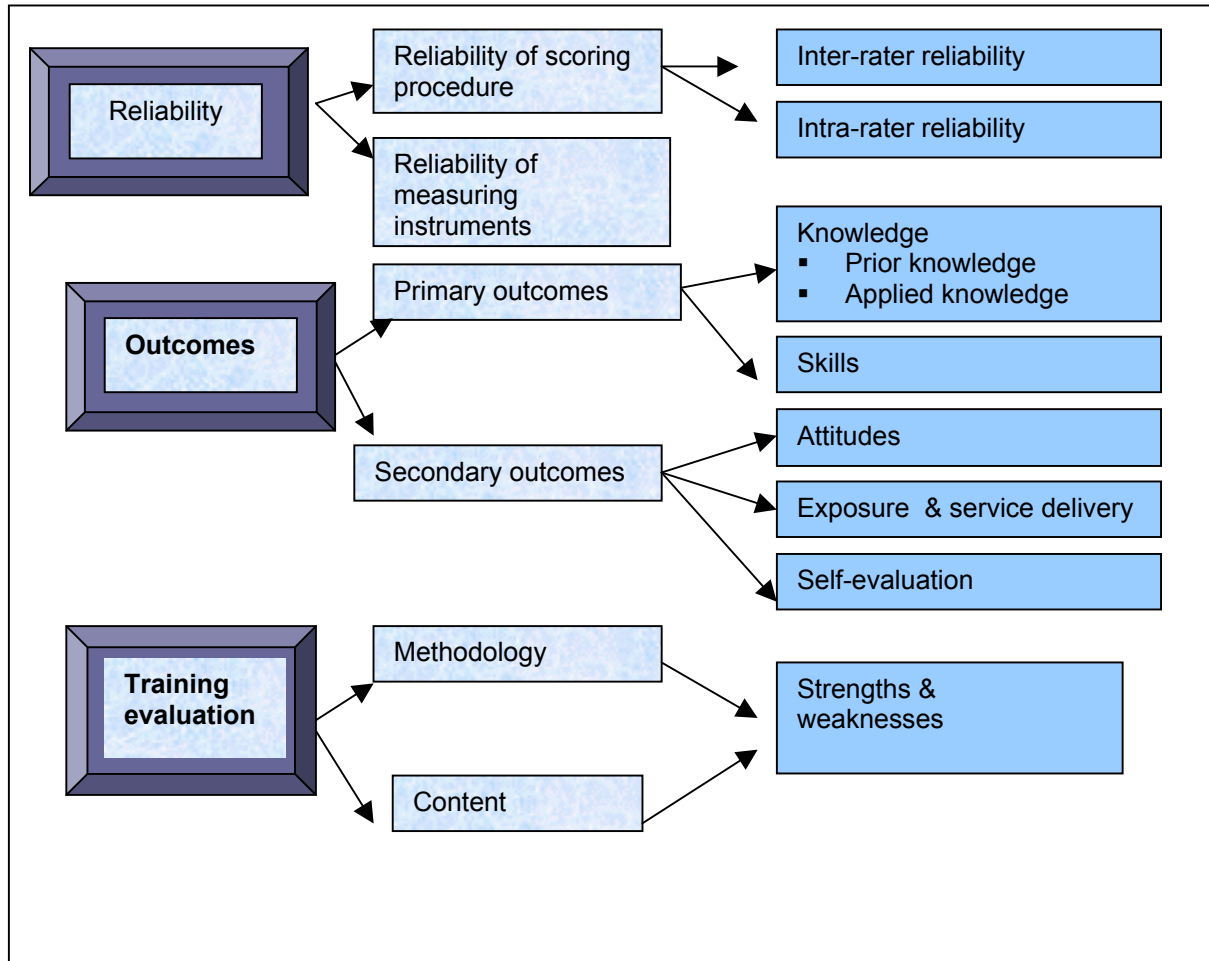 Reliability
Reliability of scoring
procedure
Inter-rater reliability
Intra-rater reliability
Reliability of
measuring
instruments
Outcomes
Primary outcomes
Knowledge
▪ Prior knowledge
▪ Applied knowledge
Skills
Secondary outcomes
Attitudes
Exposure & service delivery
Self-evaluation
Training
evaluation
Methodology
Content
Strengths &
weaknesses